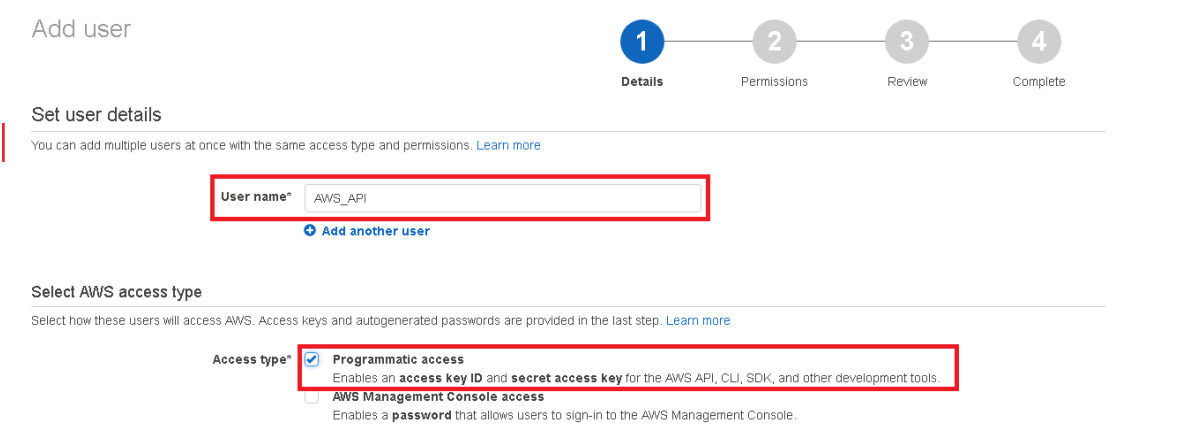 Add user
1
2
3
4
Details
Permissions
Review
Complete
Set user details
You can add multiple users at once with the same access type and permissions. Learn more
User name*
AWS_API
Add another user
Select AWS access type
Select how these users will access AWS. Access keys and autogenerated passwords are provided in the last step. Learn more
Access type*
Programmatic access
Enables an access key ID and secret access key for the AWS API, CLI, SDK, and other development tools.
AWS Management Console access
Enables a password that allows users to sign-in to the AWS Management Console.